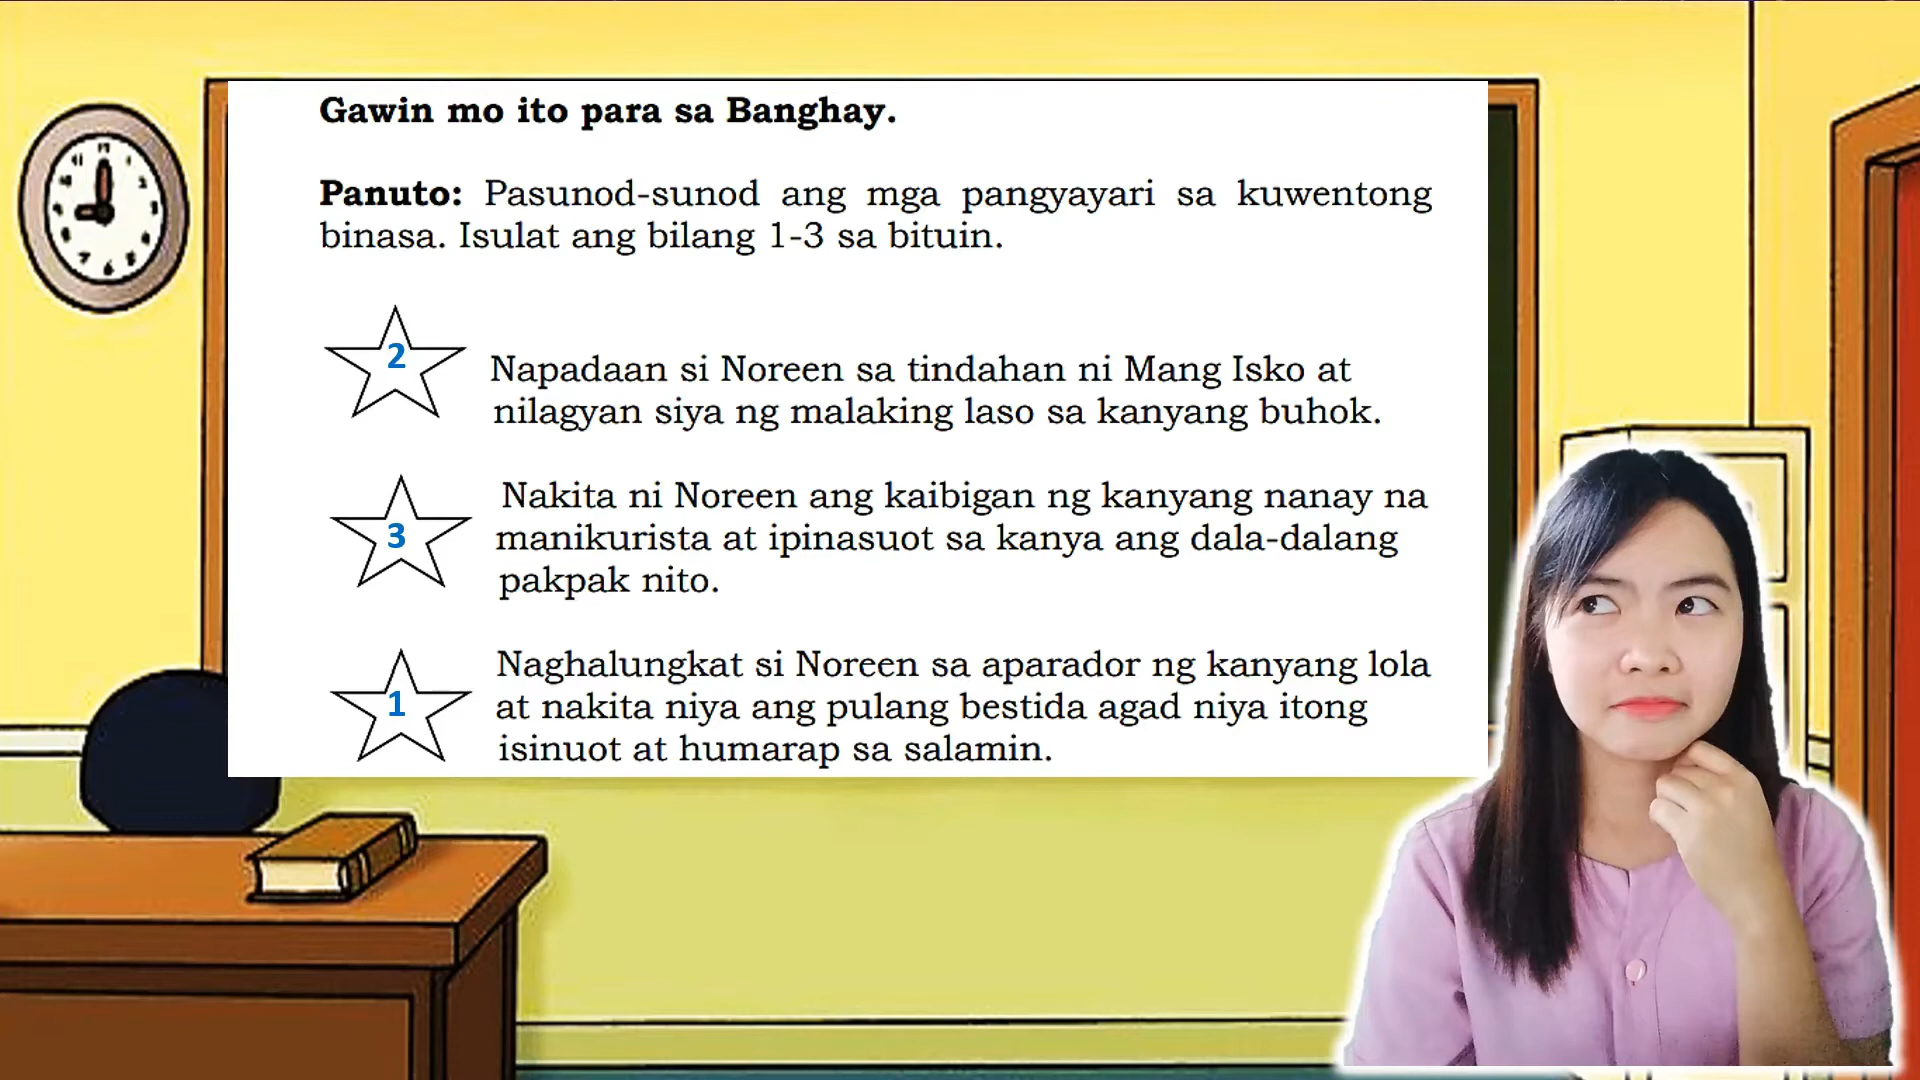 Gawin mo ito para sa Banghay.
Panuto: Pasunod-sunod ang mga pangyayari sa kuwentong
binasa. Isulat ang bilang 1-3 sa bituin.
2
Napadaan si Noreen sa tindahan ni Mang Isko at
nilagyan siya ng malaking laso sa kanyang buhok.
3
Nakita ni Noreen ang kaibigan ng kanyang nanay na
manikurista at ipinasuot sa kanya ang dala-dalang
pakpak nito.
1
Naghalungkat si Noreen sa aparador ng kanyang lola
at nakita niya ang pulang bestida agad niya itong
isinuot at humarap sa salamin.